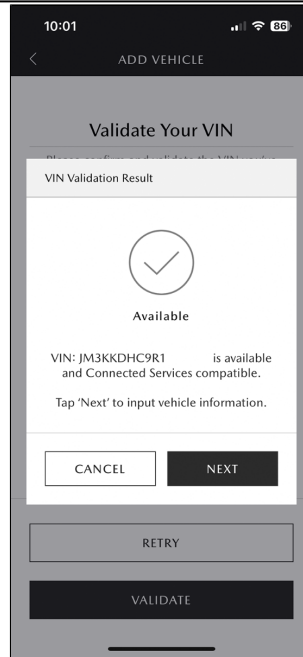 10:01
86
ADD VEHICLE
Validate Your VIN
VIN Validation Result
Available
VIN: JM3KKDHC9R1 is available
and Connected Services compatible.
Tap ‘Next’ to input vehicle information.
CANCEL NEXT
RETRY
VALIDATE